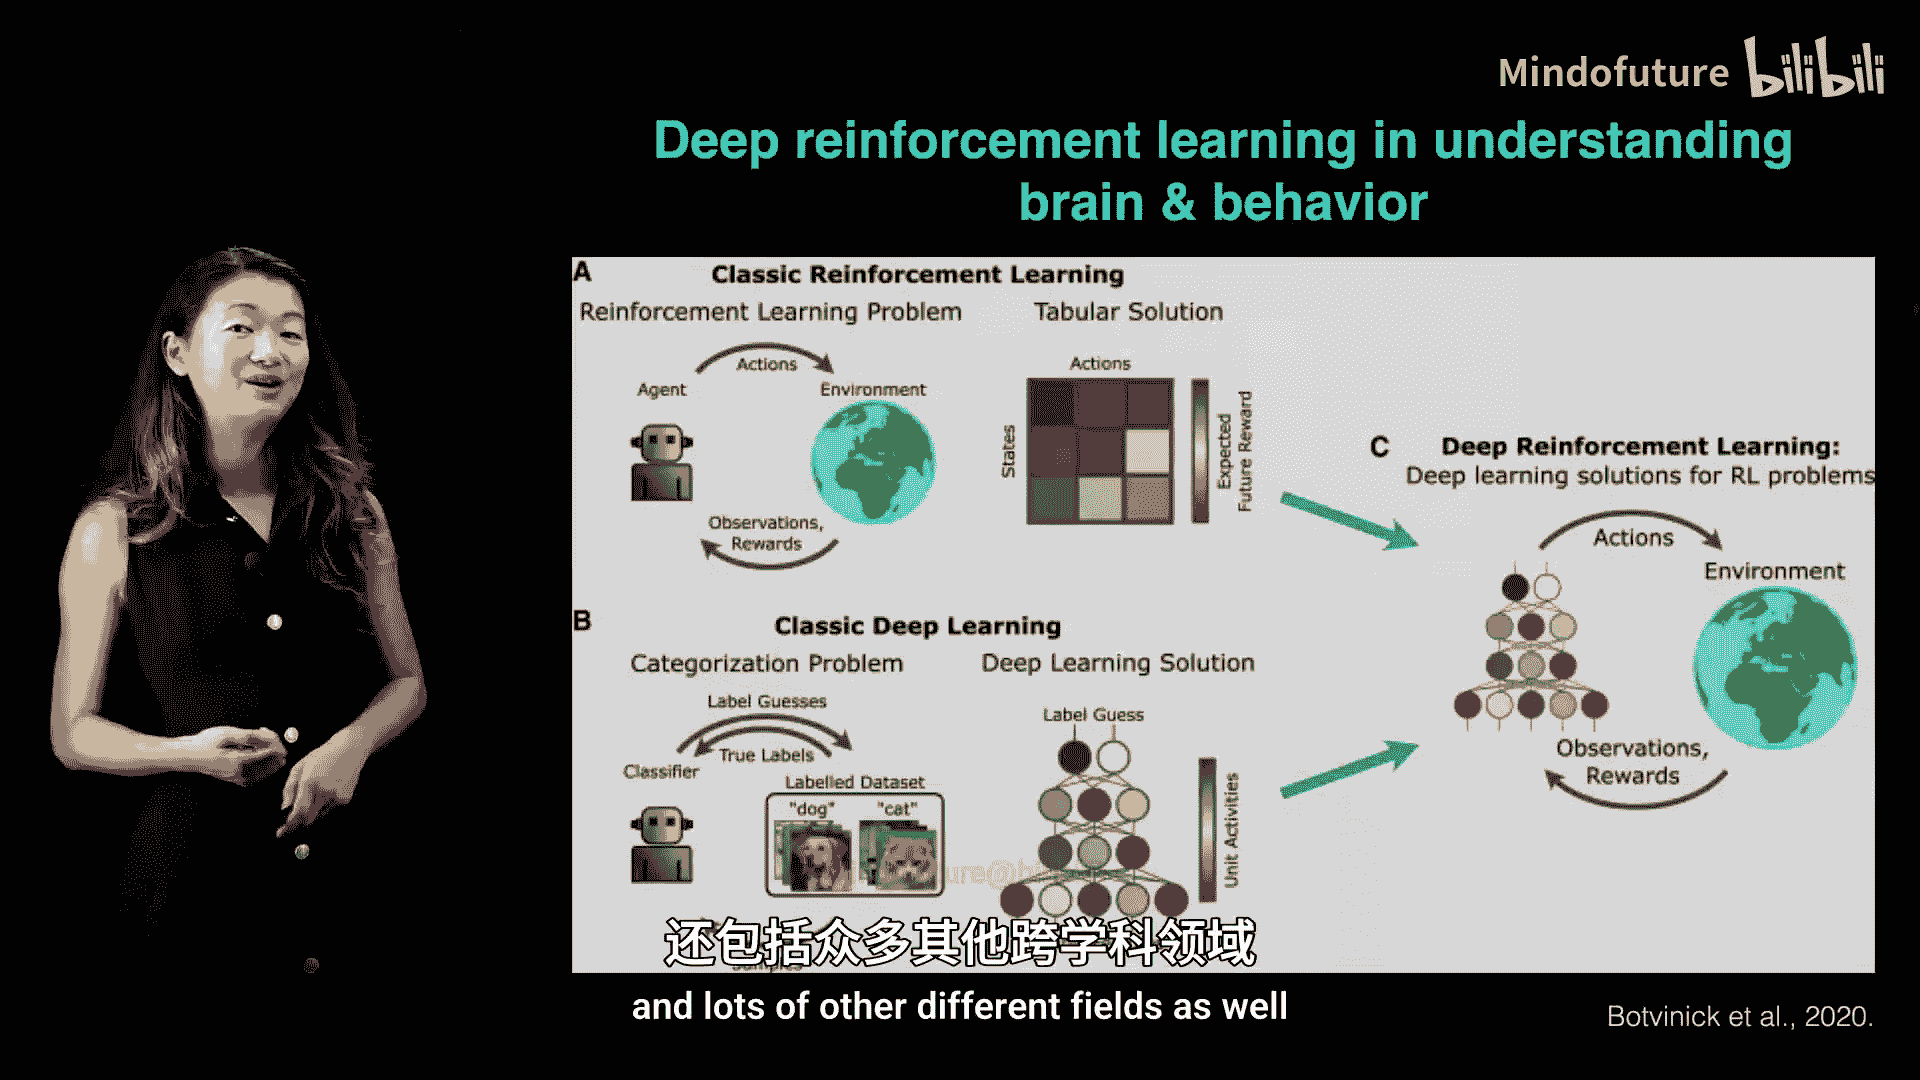 Mindofuture bilibili
Deep reinforcement learning in understanding
brain & behavior
A
Classic Reinforcement Learning
Reinforcement Learning Problem
Tabular Solution
Actions
Agent
Environment
Observations,
Rewards
Actions
States
Expected
Future Reward
B
Classic Deep Learning
Categorization Problem
Deep Learning Solution
Label Guesses
True Labels
Classifier
Labelled Dataset
"dog"
"cat"
Label Guess
Unit Activities
C
Deep Reinforcement Learning:
Deep learning solutions for RL problems
Actions
Environment
Observations,
Rewards
还包括众多其他跨学科领域
and lots of other different fields as well
Botvinick et al., 2020.